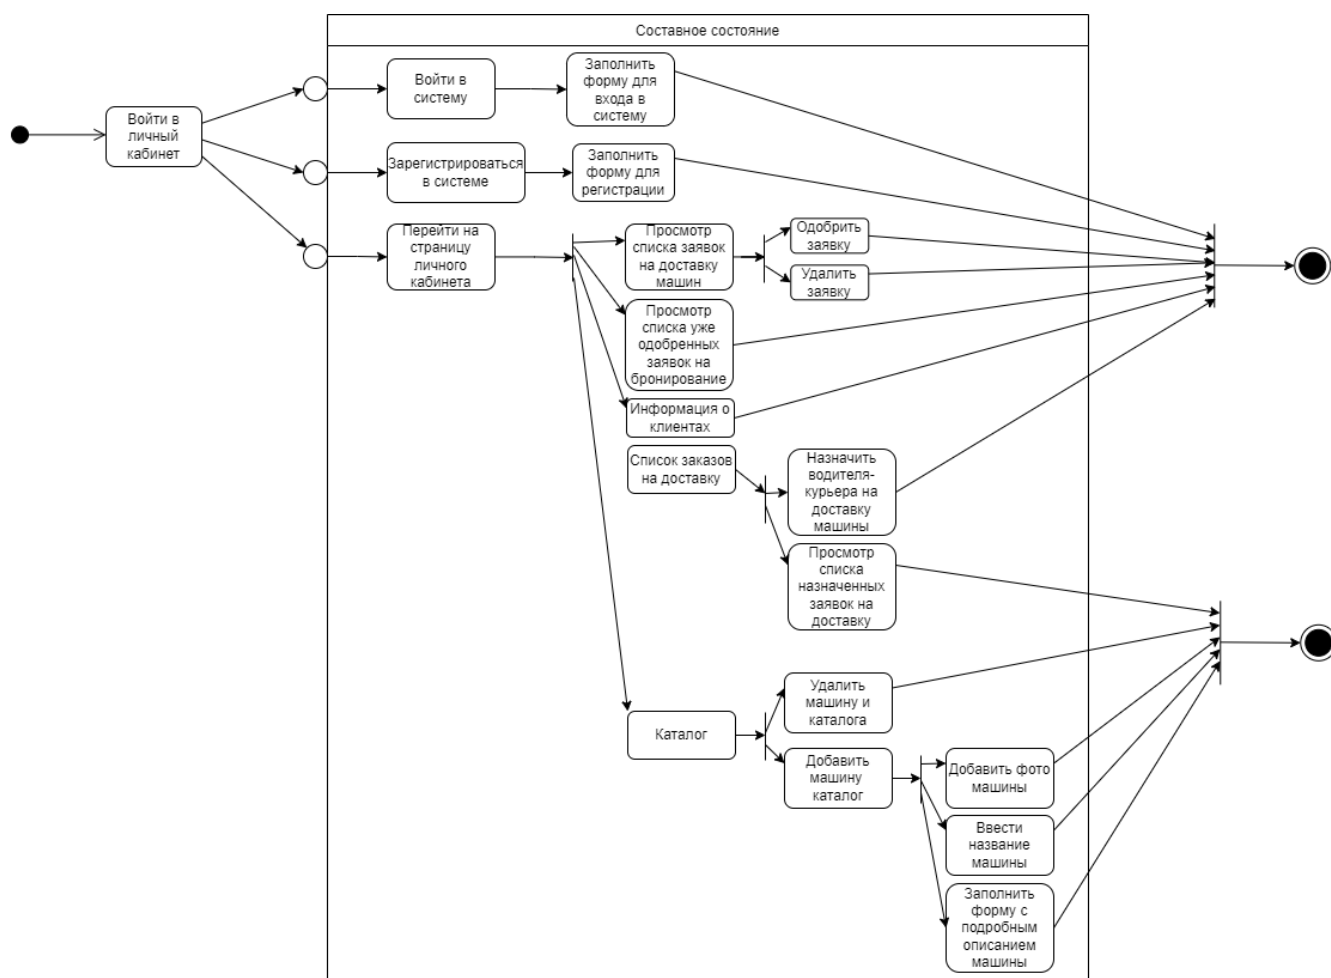 Составное состояние
Войти в
личный
кабинет
Войти в
систему
Заполнить
форму для
входа в
систему
Зарегистрироваться
в системе
Заполнить
форму для
регистрации
Перейти на
страницу
личного
кабинета
Просмотр
списка заявок
на доставку
машин
Одобрить
заявку
Удалить
заявку
Просмотр
списка уже
одобренных
заявок на
бронирование
Информация о
клиентах
Список заказов
на доставку
Назначить
водителя-
курьера на
доставку
машины
Просмотр
списка
назначенных
заявок на
доставку
Каталог
Удалить
машину и
каталога
Добавить
машину
каталог
Добавить фото
машины
Ввести
название
машины
Заполнить
форму с
подробным
описанием
машины